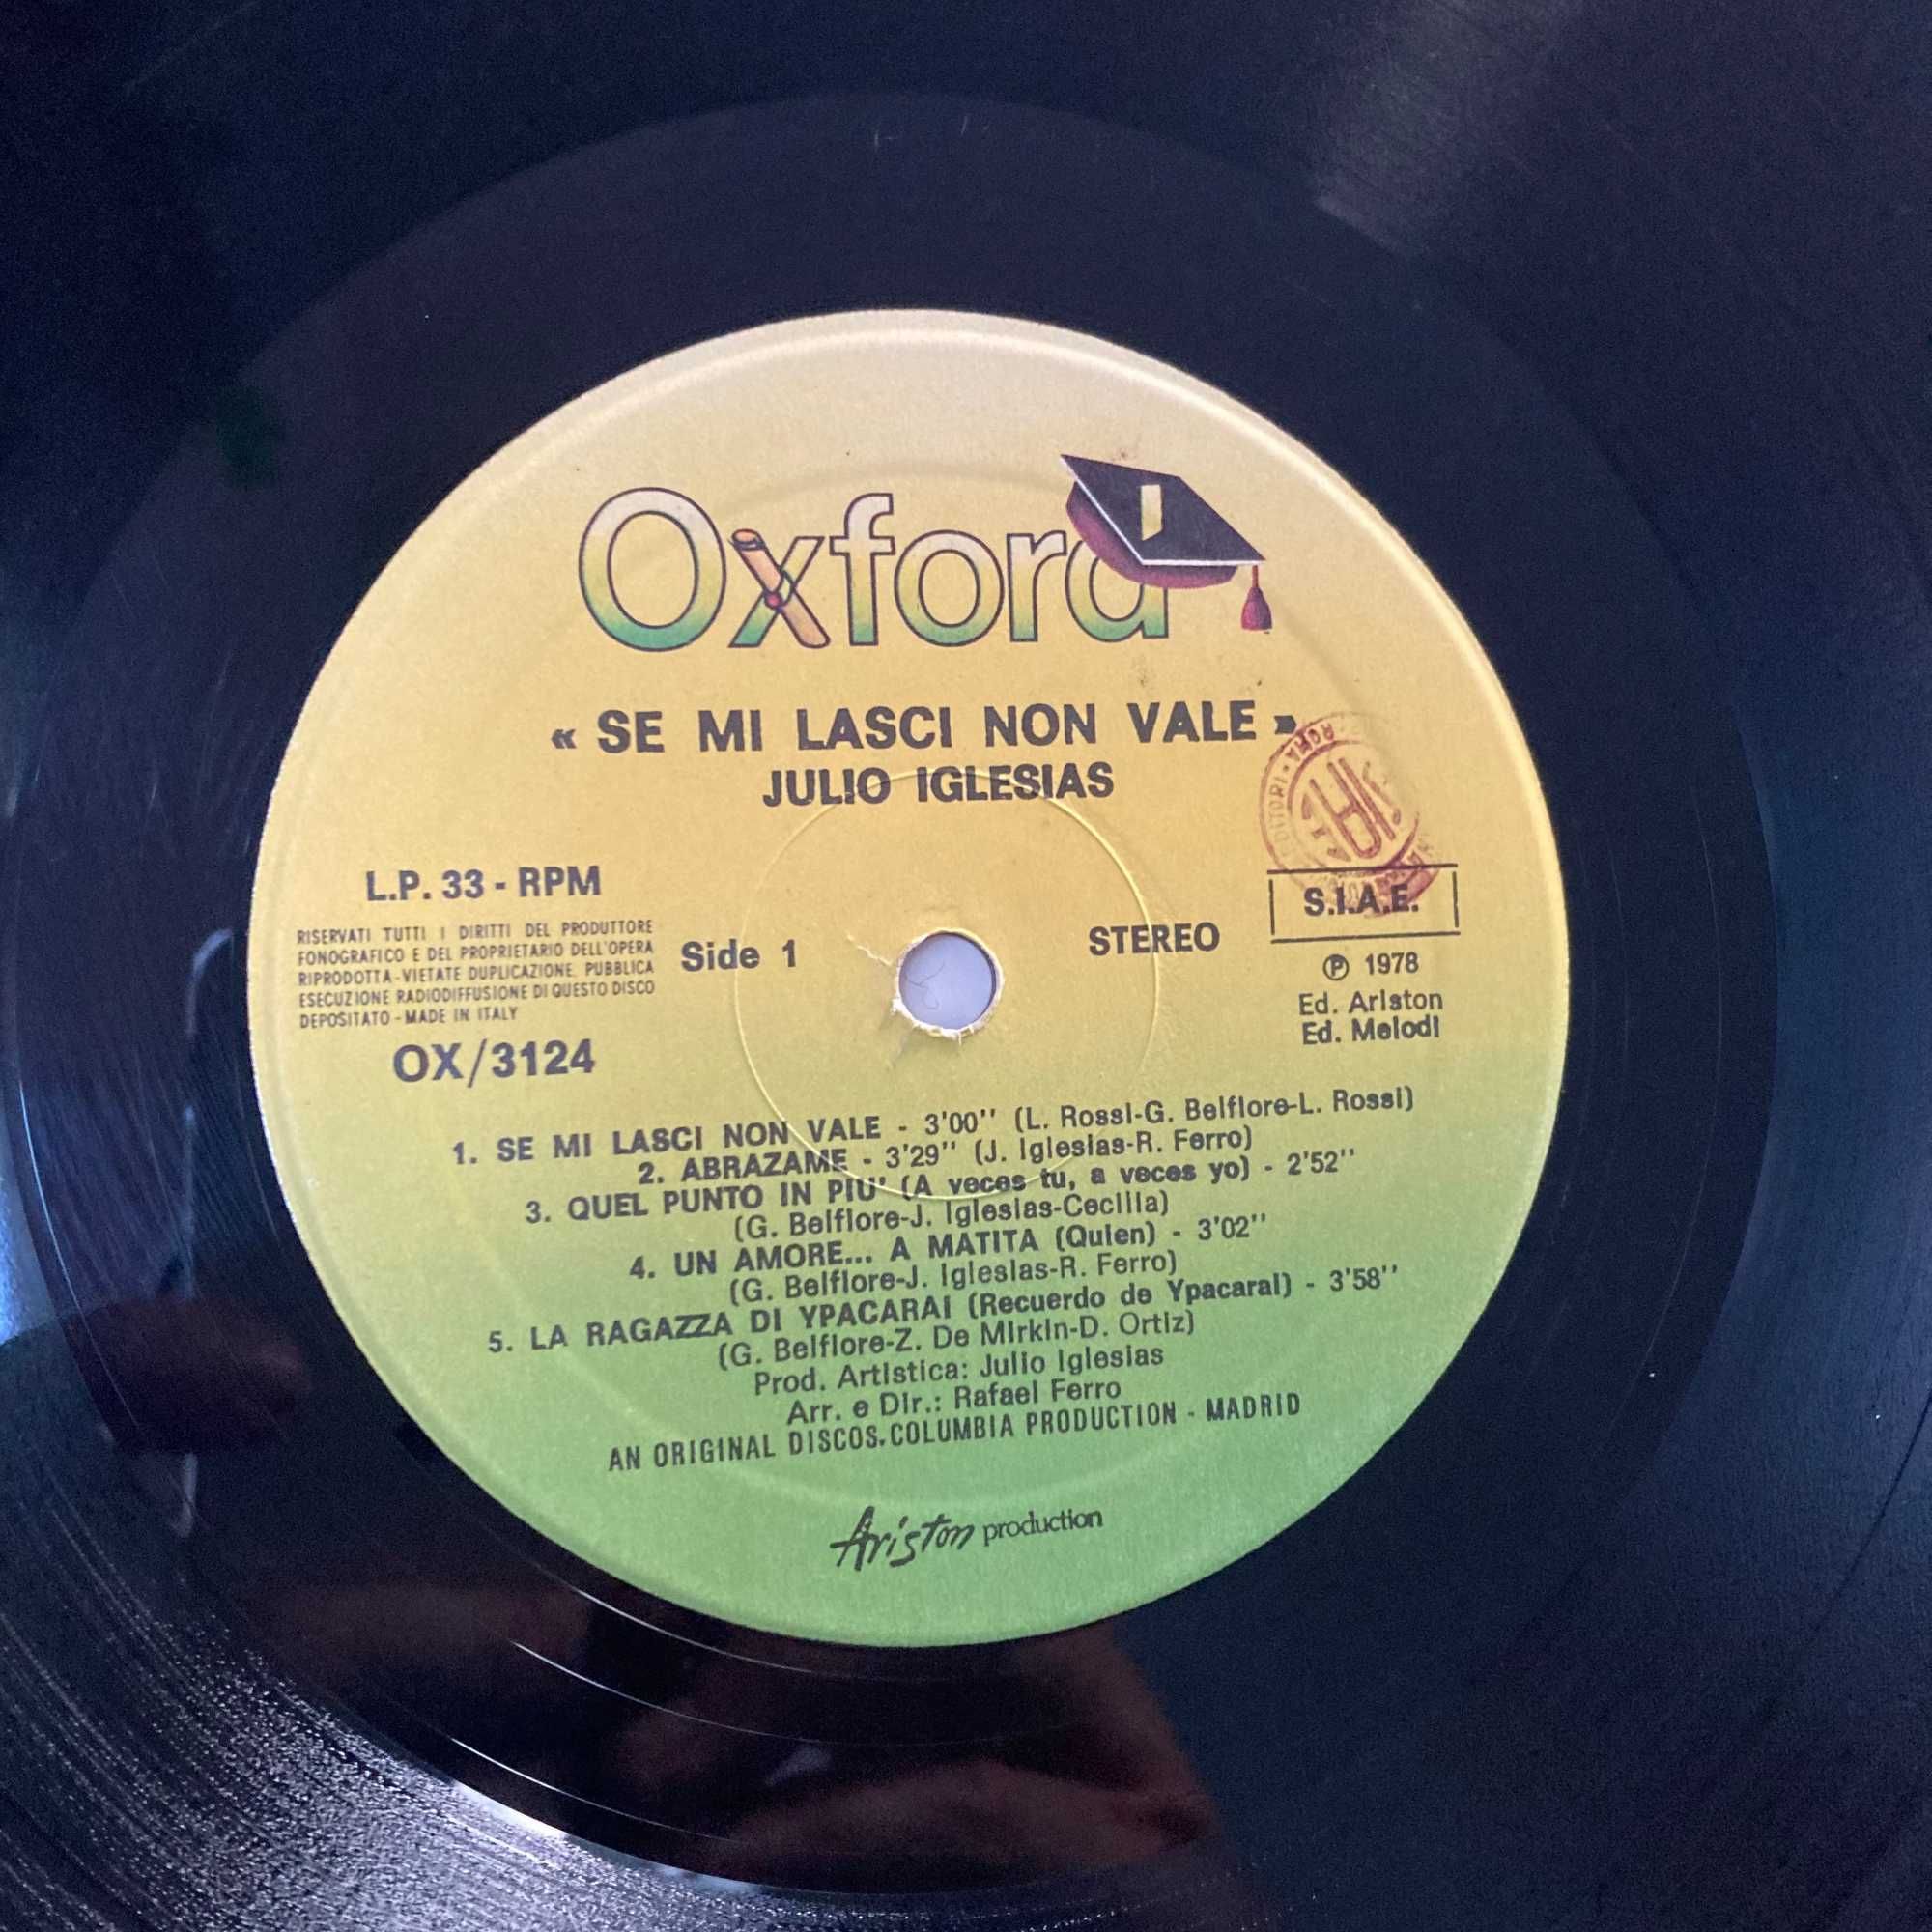 Oxford
« SE MI LASCI NON VALE »
JULIO IGLESIAS
L.P. 33 - RPM
RISERVATI TUTTI I DIRITTI DEL PRODUTTORE
FONOGRAFICO E DEL PROPRIETARIO DELL'OPERA
RIPRODOTTA - VIETATE DUPLICAZIONE, PUBBLICA
ESECUZIONE RADIODIFFUSIONE DI QUESTO DISCO
DEPOSITATO - MADE IN ITALY
OX/3124
Side 1
STEREO
ROMA
SIAE
S.I.A.E.
Ⓟ 1978
Ed. Ariston
Ed. Melodi
1. SE MI LASCI NON VALE - 3'00'' (L. Rossi-G. Belfiore-L. Rossi)
2. ABRAZAME - 3'29'' (J. Iglesias-R. Ferro)
3. QUEL PUNTO IN PIU' (A veces tu, a veces yo) - 2'52''
(G. Belfiore-J. Iglesias-Cecilia)
4. UN AMORE... A MATITA (Quien) - 3'02''
(G. Belfiore-J. Iglesias-R. Ferro)
5. LA RAGAZZA DI YPACARAI (Recuerdo de Ypacarai) - 3'58''
(G. Belfiore-Z. De Mirkin-D. Ortiz)
Prod. Artistica: Julio Iglesias
Arr. e Dir.: Rafael Ferro
AN ORIGINAL DISCOS.COLUMBIA PRODUCTION - MADRID
Ariston production